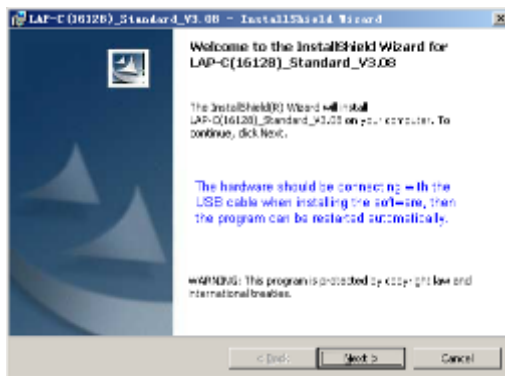 LAP-C(16128)_Standard_V3.08 - InstallShield Wizard
Welcome to the InstallShield Wizard for
LAP-C(16128)_Standard_V3.08
The InstallShield(R) Wizard will install
LAP-C(16128)_Standard_V3.08 on your computer. To
continue, click Next.
The hardware should be connecting with the
USB cable when installing the software, then
the program can be restarted automatically.
WARNING: This program is protected by copyright law and
international treaties.
< Back
Next >
Cancel